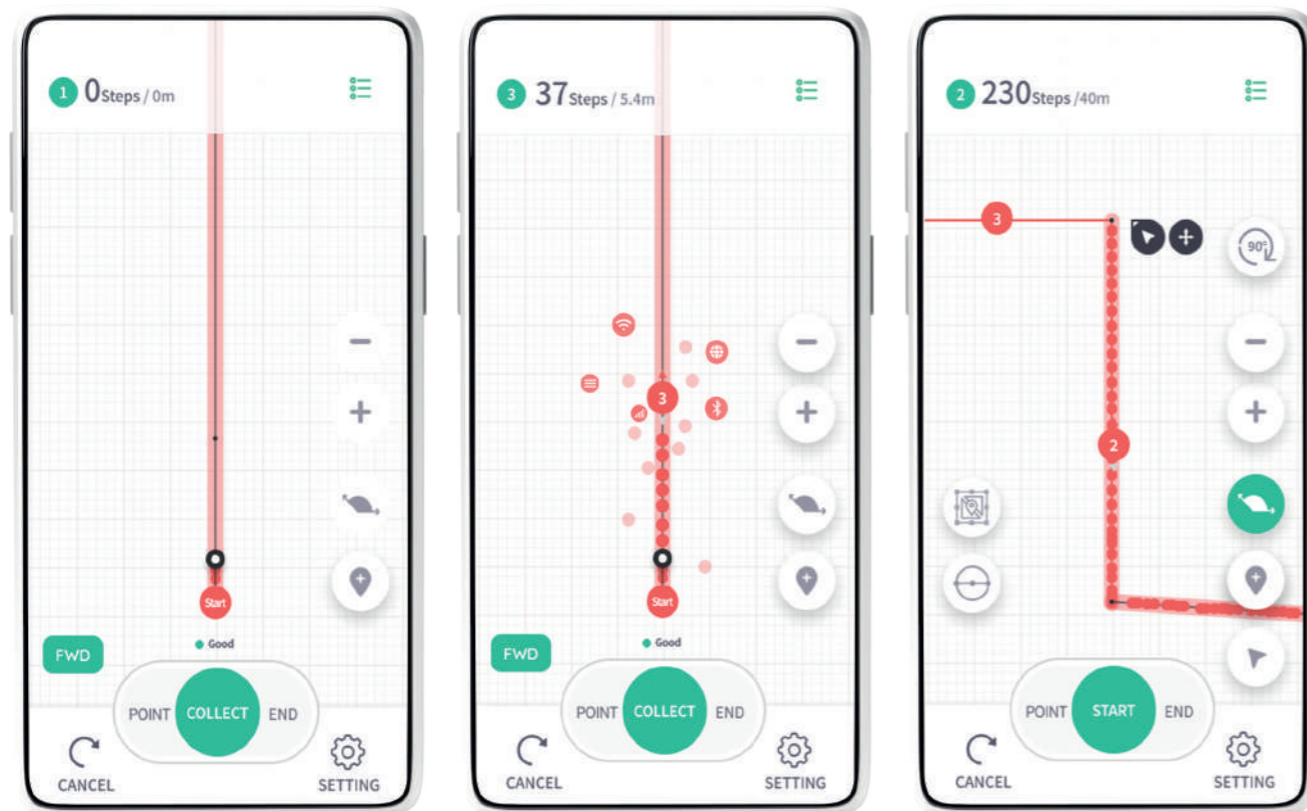 1 0Steps / 0m
Start
Good
FWD
POINT COLLECT END
CANCEL
SETTING
3 37Steps / 5.4m
3
Start
Good
FWD
POINT COLLECT END
CANCEL
SETTING
2 230Steps /40m
3
90°
2
POINT START END
CANCEL
SETTING